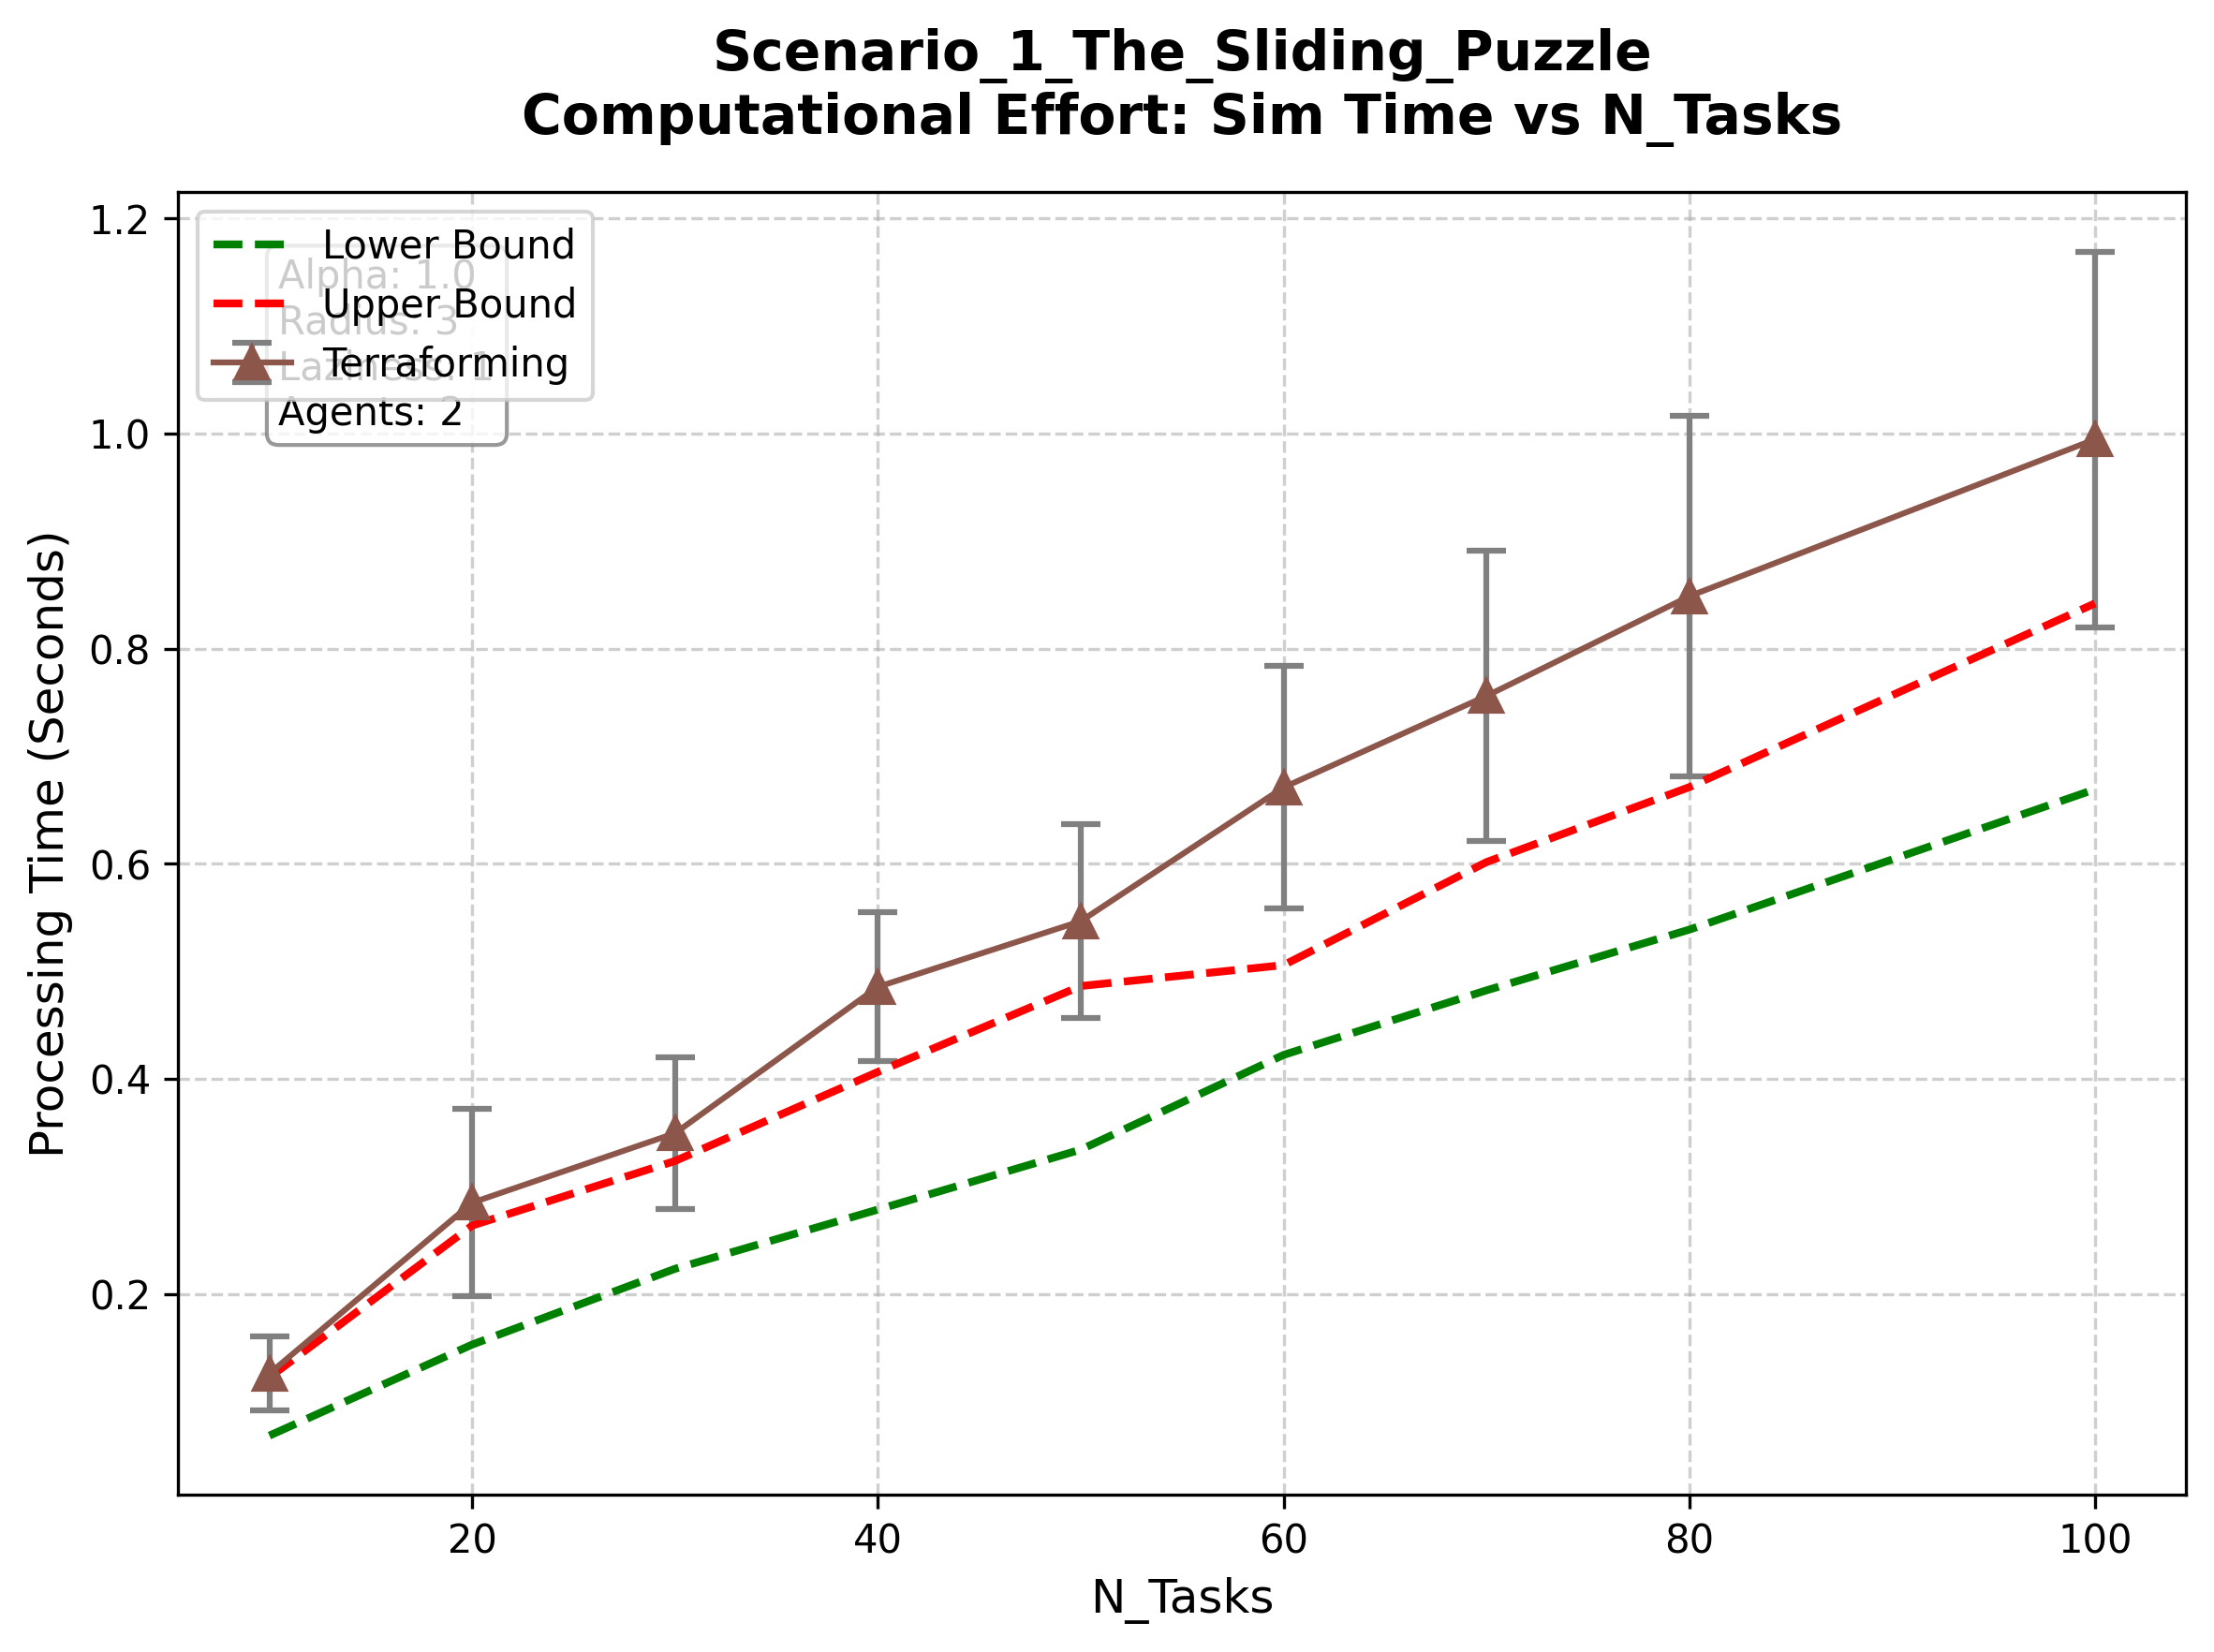 Scenario_1_The_Sliding_Puzzle
Computational Effort: Sim Time vs N_Tasks
Lower Bound
Upper Bound
Terraforming
Alpha: 1.0
Radius: 3
Laziness: 1
Agents: 2
Processing Time (Seconds)
1.2
1.0
0.8
0.6
0.4
0.2
20
40
60
80
100
N_Tasks